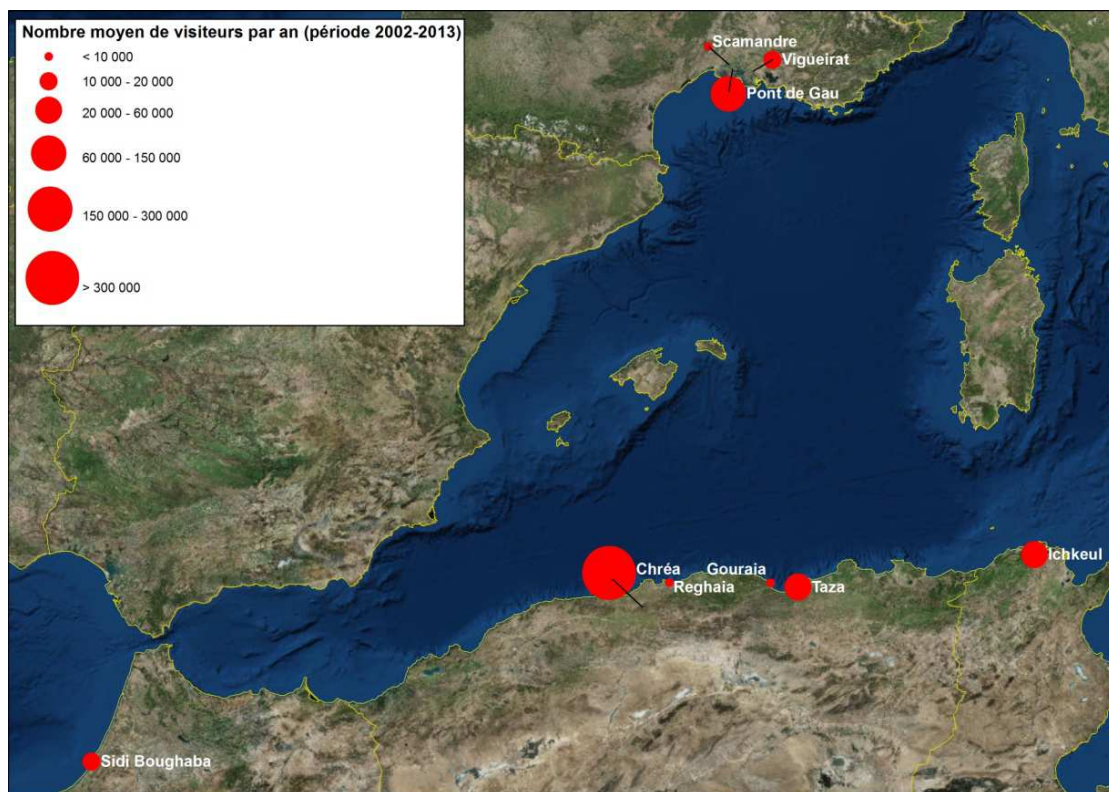 Nombre moyen de visiteurs par an (période 2002-2013)
< 10 000
10 000 - 20 000
20 000 - 60 000
60 000 - 150 000
150 000 - 300 000
> 300 000
Scamandre
Vigueirat
Pont de Gau
Ichkeul
Chréa
Gouraia
Reghaia
Taza
Sidi Boughaba